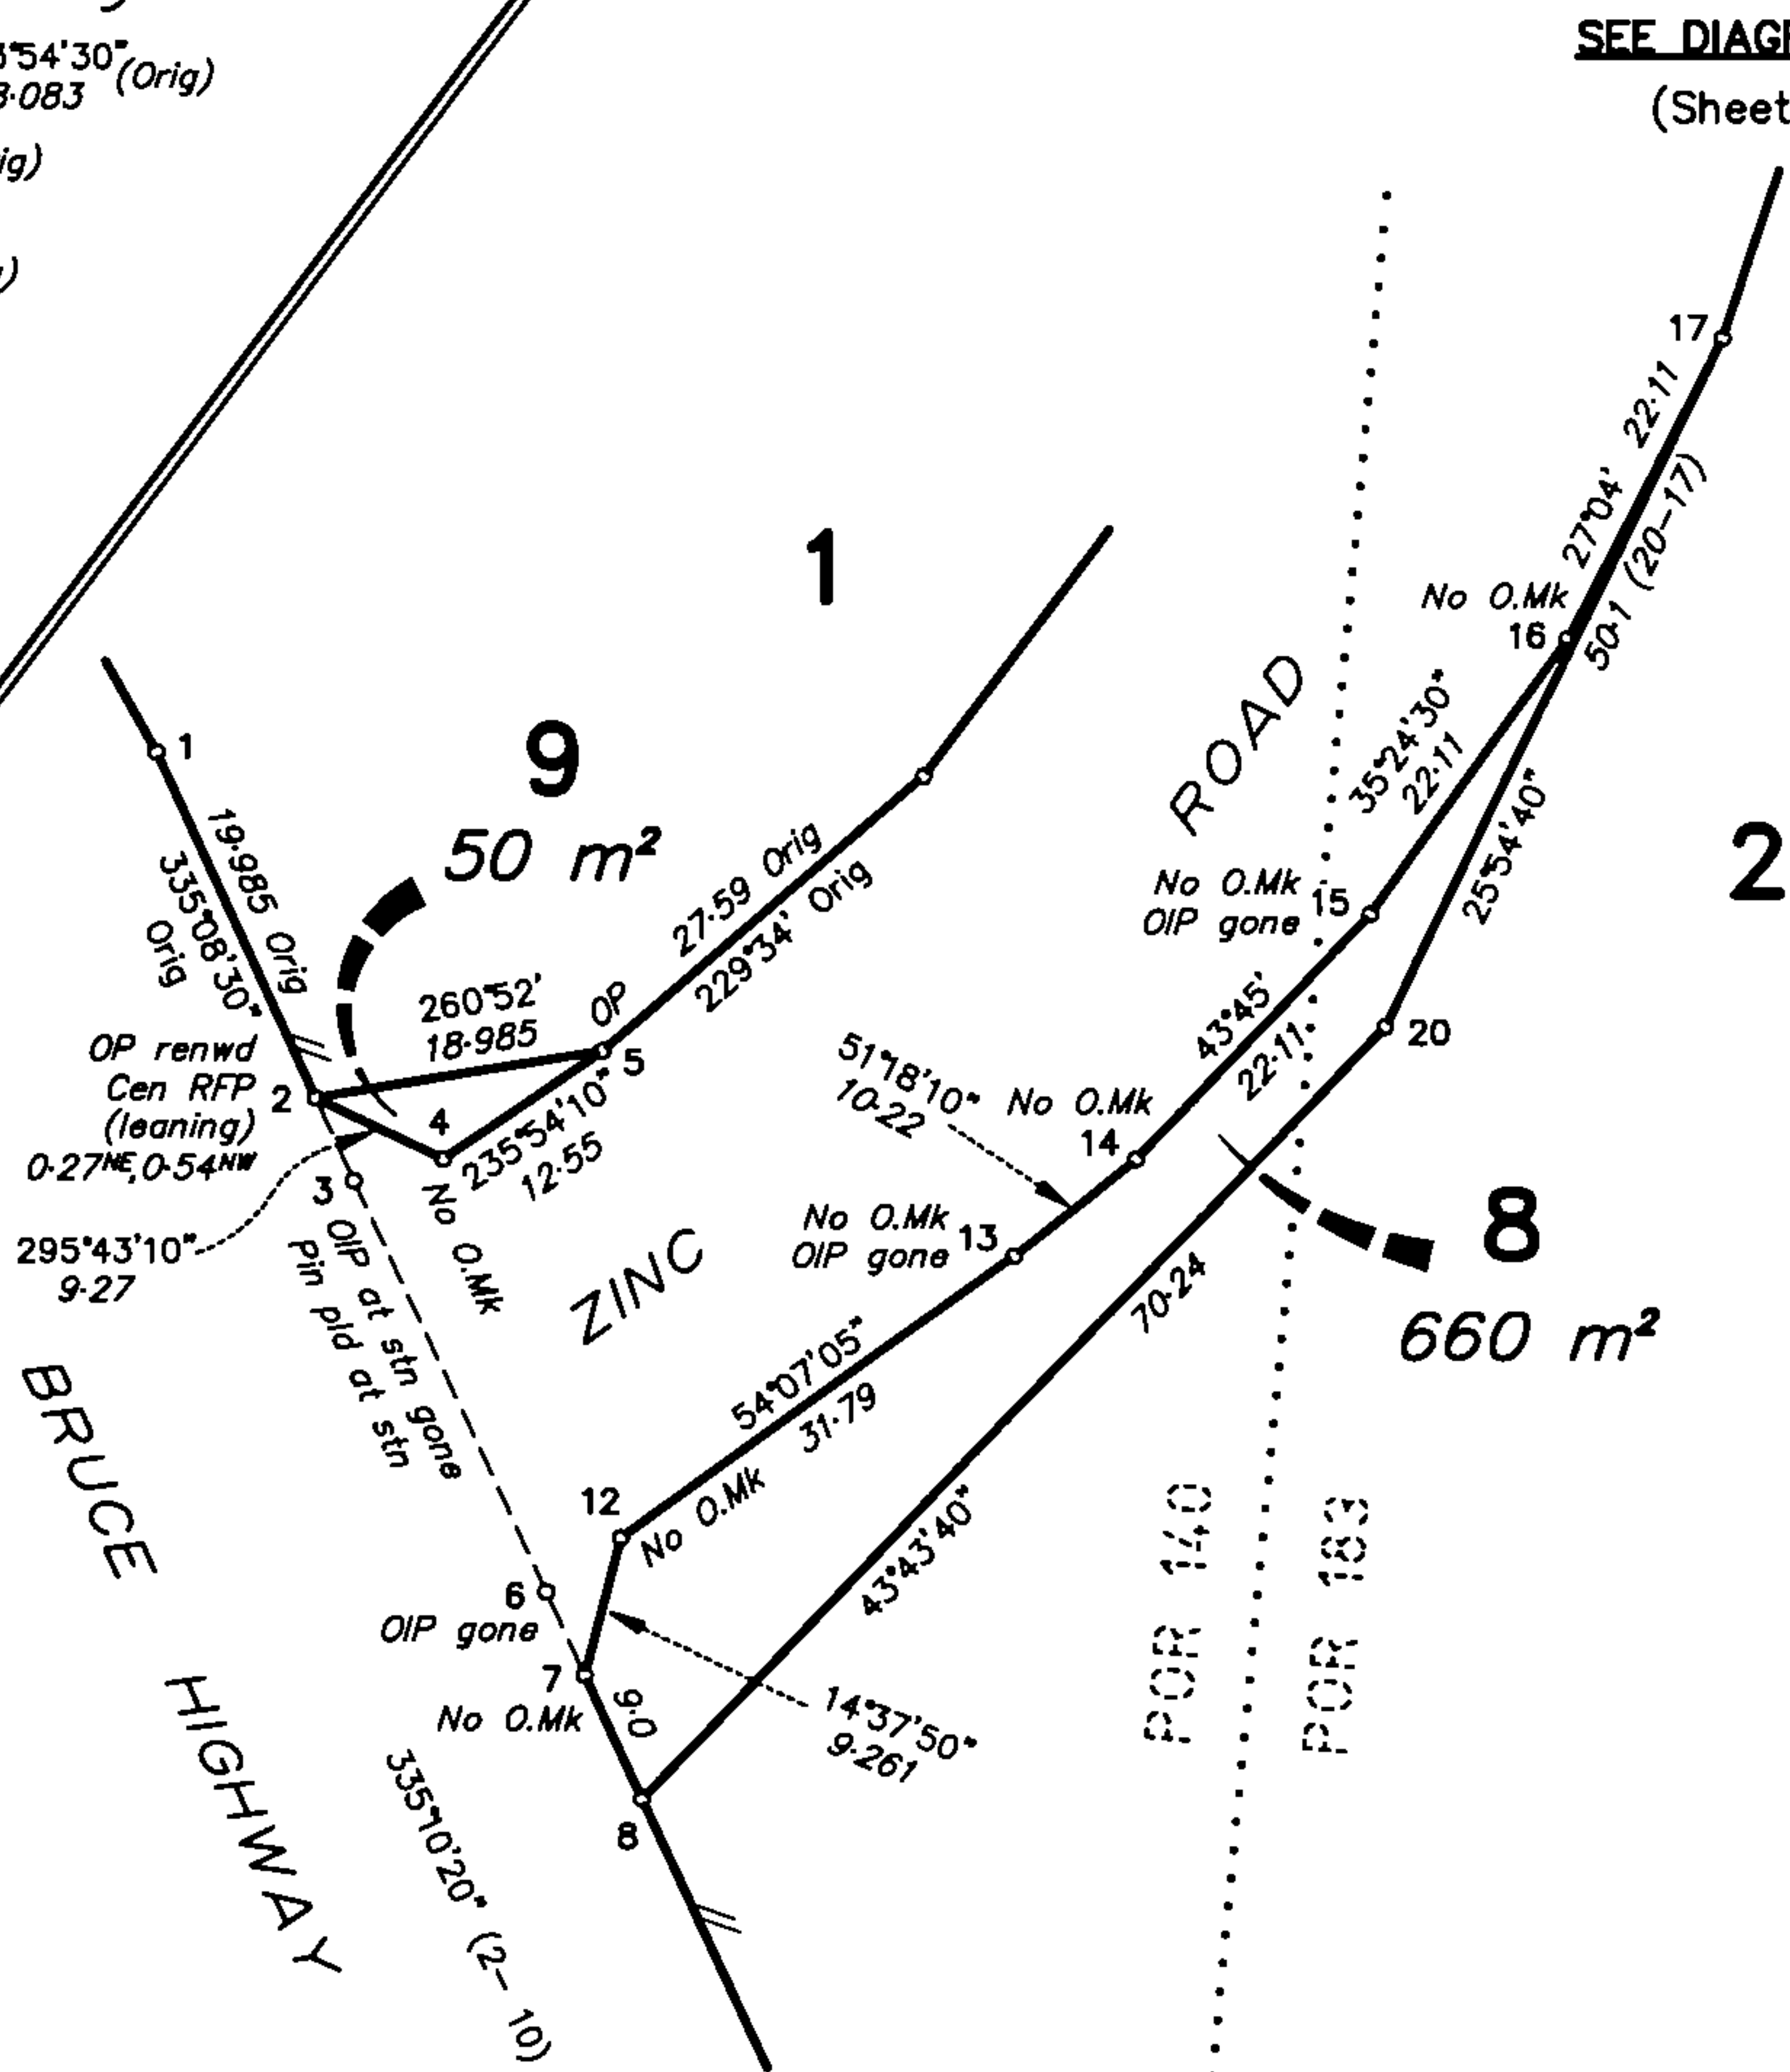 SEE DIAG
(Sheet
54'30"
(Orig)
·083
ig)
17
22·11
27°04'
50·1 (20-17)
No O.Mk
16
1
ROAD
35°24'30"
22·11
25°54'40"
2
1
9
50 m²
19·985 Orig
335°08'30"
Orig
27·59 Orig
229°34' Orig
No O.Mk
OIP gone
15
OP
260°52'
18·985
5
43°45'
22·11
20
OP renwd
Cen RFP
(leaning)
0·27NE,0·54NW
2
4
235°54'10"
12·55
51°18'10"
10·22
No O.Mk
14
3
No O.Mk
295°43'10"
9·27
OIP at stn gone
Pin pld at stn
ZINC
No O.Mk
OIP gone
13
8
660 m²
70·24
54°07'05"
31·79
BRUCE
12
No O.Mk
43°43'40"
POR 140
POR 183
6
OIP gone
7
No O.Mk
9·0
14°37'50"
9·261
HIGHWAY
8
335°10'20" (2- 10)